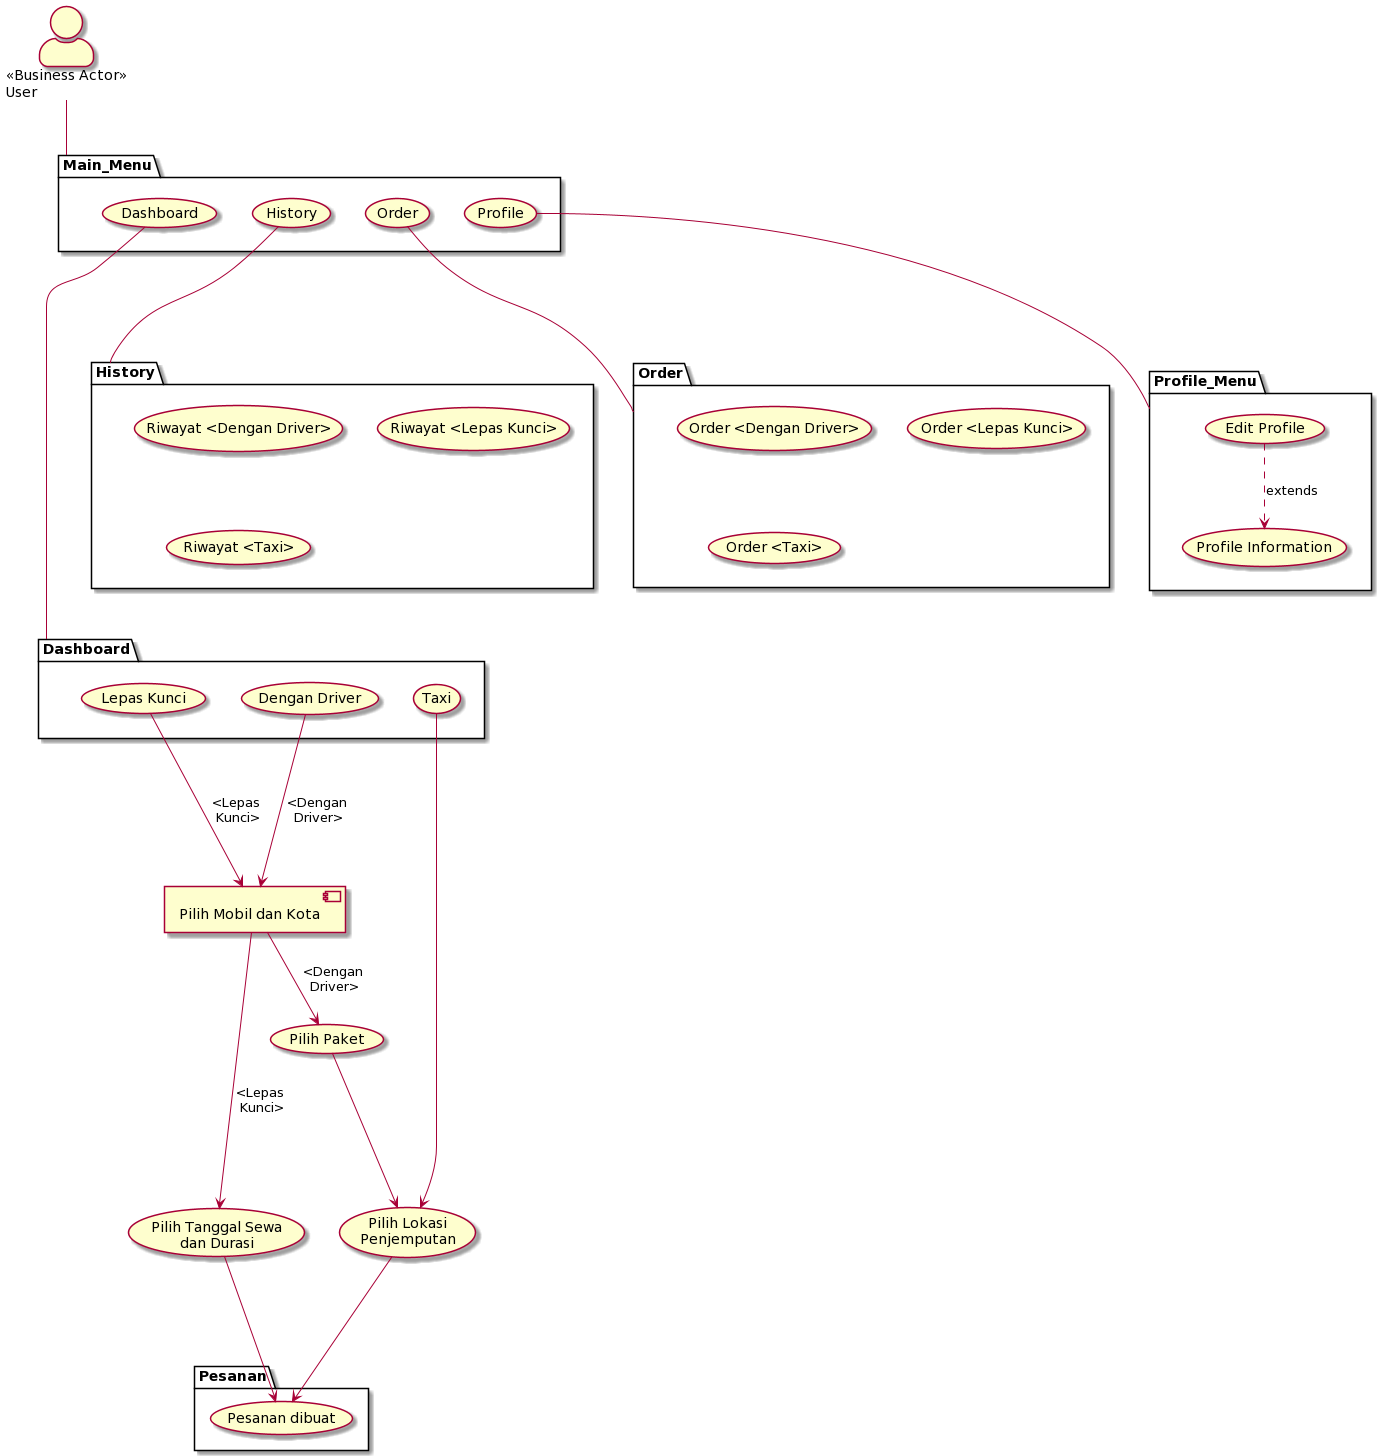 «Business Actor»
User
Main_Menu
Dashboard
History
Order
Profile
History
Riwayat <Dengan Driver>
Riwayat <Lepas Kunci>
Riwayat <Taxi>
Order
Order <Dengan Driver>
Order <Lepas Kunci>
Order <Taxi>
Profile_Menu
Edit Profile
extends
Profile Information
Dashboard
Lepas Kunci
Dengan Driver
Taxi
<Lepas
Kunci>
<Dengan
Driver>
Pilih Mobil dan Kota
<Dengan
Driver>
Pilih Paket
<Lepas
Kunci>
Pilih Tanggal Sewa
dan Durasi
Pilih Lokasi
Penjemputan
Pesanan
Pesanan dibuat